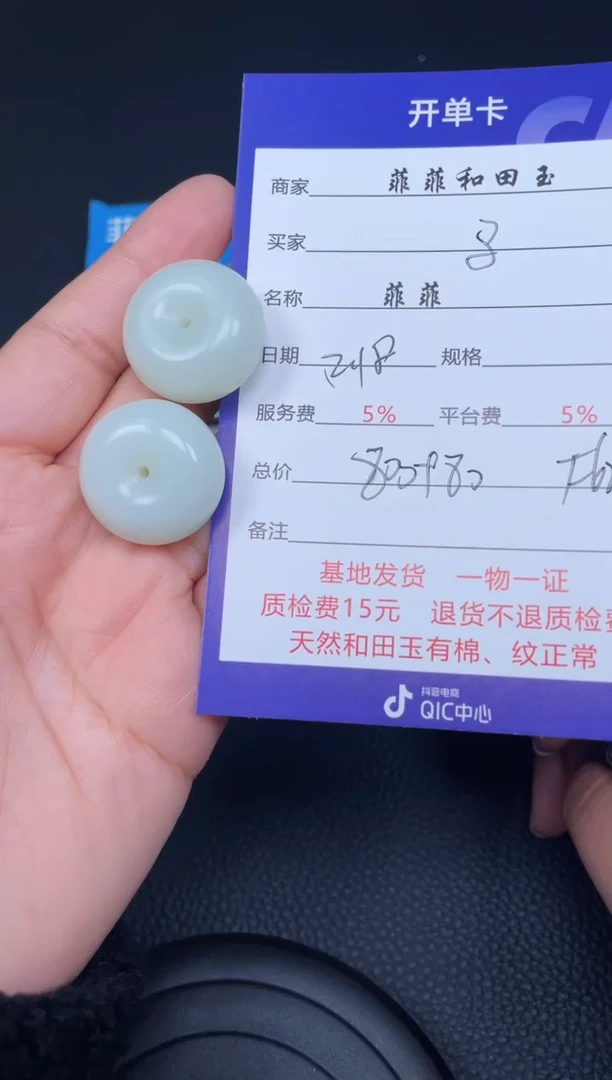 开单卡
商家 菲菲和田玉
买家
名称 菲菲
日期 规格
服务费 5% 平台费 5%
总价 800+80
备注
基地发货 一物一证
质检费15元 退货不退质检费
天然和田玉有棉、纹正常
抖音电商
QIC中心